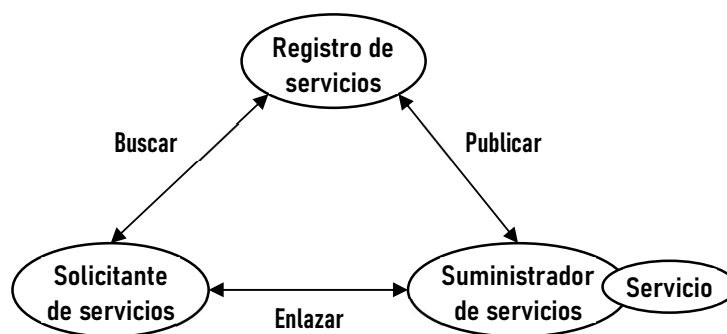 Registro de
servicios
Buscar
Publicar
Solicitante
de servicios
Enlazar
Suministrador
de servicios
Servicio